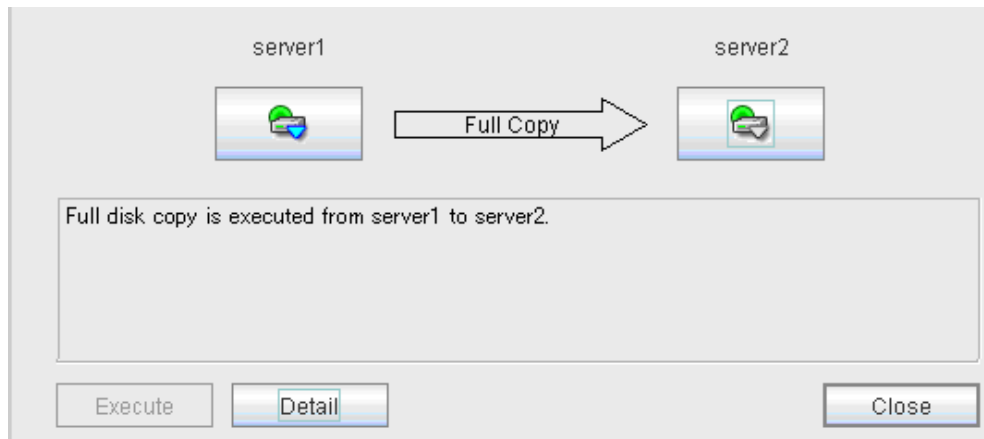 server1
server2
Full Copy
Full disk copy is executed from server1 to server2.
Execute
Detail
Close